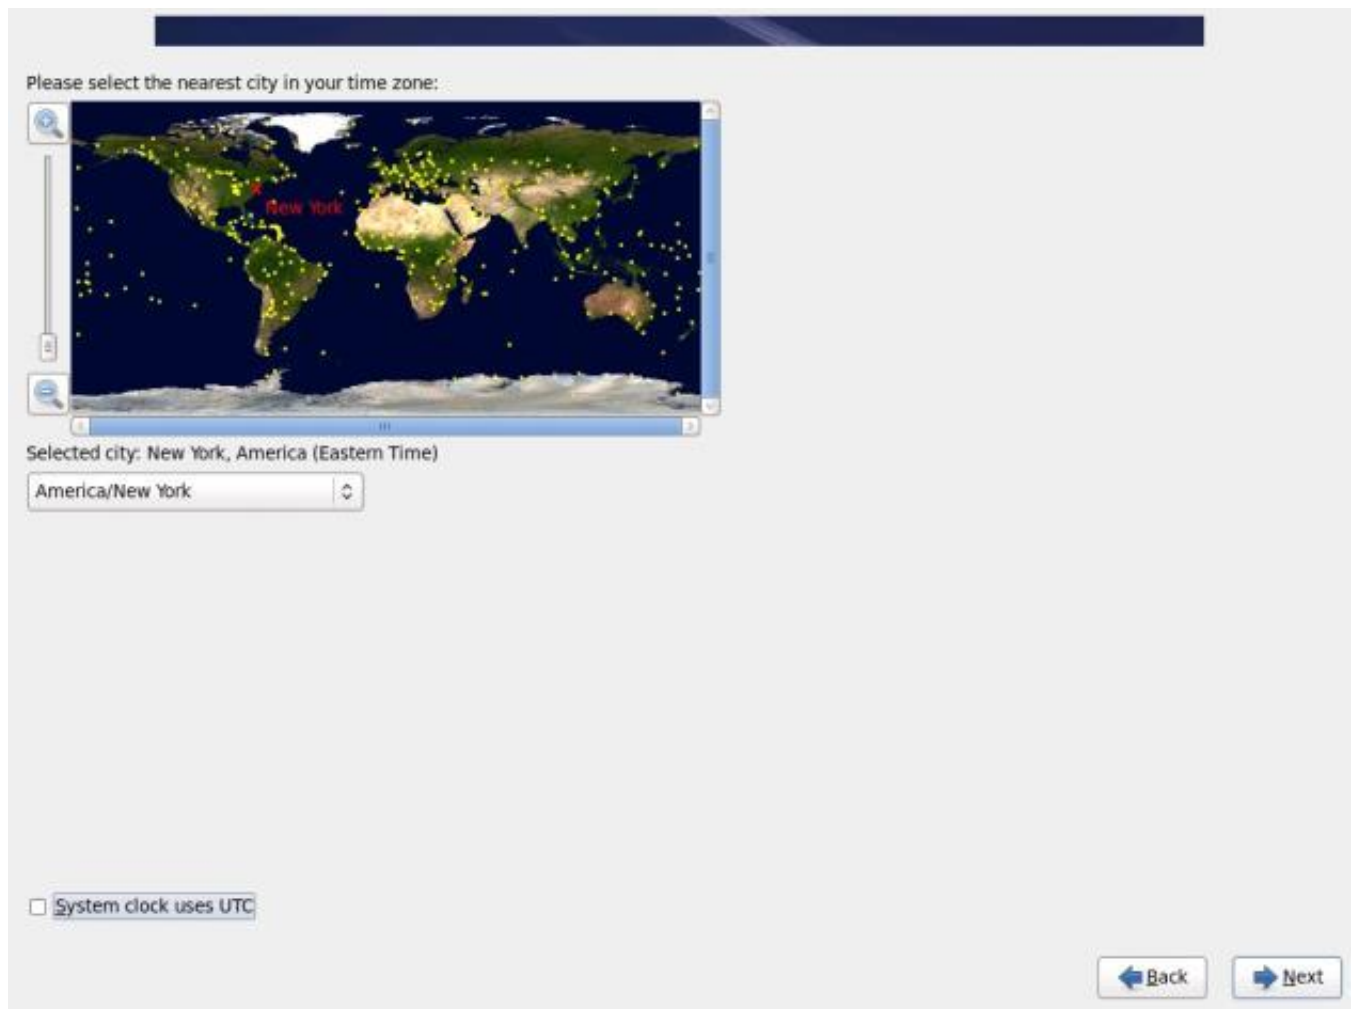 Please select the nearest city in your time zone:
New York
Selected city: New York, America (Eastern Time)
America/New York
System clock uses UTC
Back
Next